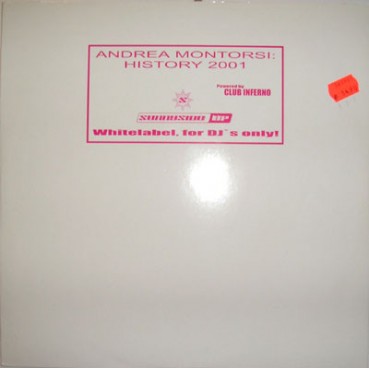 ANDREA MONTORSI:
HISTORY 2001
Powered by:
CLUB INFERNO
Whitelabel, for DJ`s only!